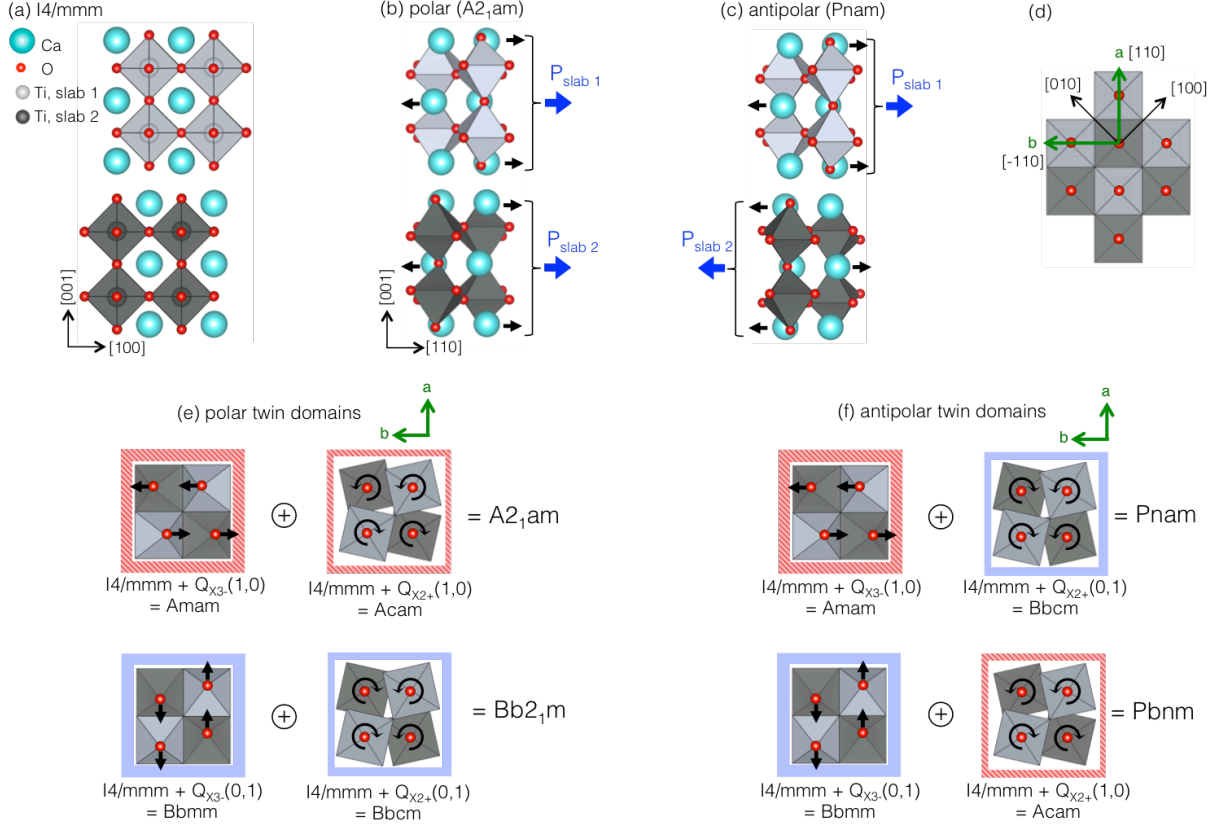 (a) I4/mmm
Ca
O
Ti, slab 1
Ti, slab 2
[001]
[100]
(b) polar (A2₁am)
P_slab 1
P_slab 2
[001]
[110]
(c) antipolar (Pnam)
P_slab 1
P_slab 2
(d)
a [110]
[010]
[100]
b
[-110]
(e) polar twin domains
a
b
= A2₁am
I4/mmm + Q_X3-(1,0)
= Amam
I4/mmm + Q_X2+(1,0)
= Acam
= Bb2₁m
I4/mmm + Q_X3-(0,1)
= Bbmm
I4/mmm + Q_X2+(0,1)
= Bbcm
(f) antipolar twin domains
a
b
= Pnam
I4/mmm + Q_X3-(1,0)
= Amam
I4/mmm + Q_X2+(0,1)
= Bbcm
= Pbnm
I4/mmm + Q_X3-(0,1)
= Bbmm
I4/mmm + Q_X2+(1,0)
= Acam